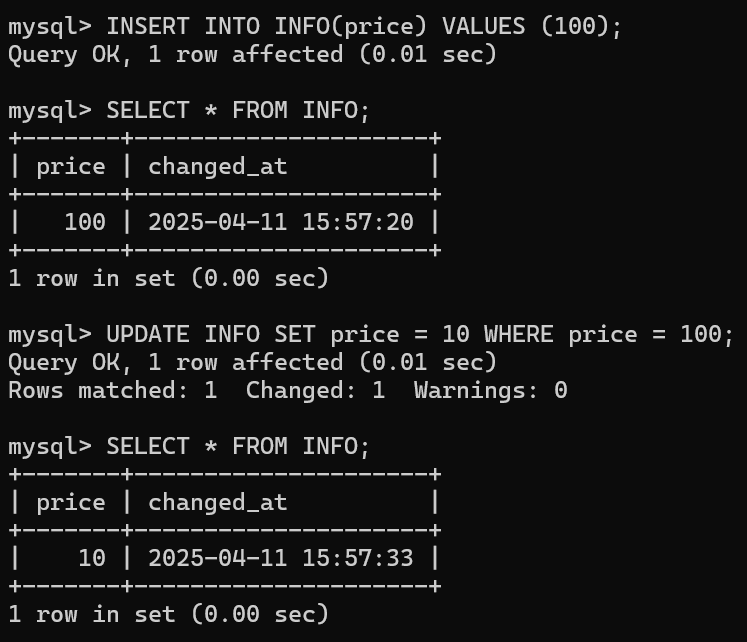 mysql> INSERT INTO INFO(price) VALUES (100);
Query OK, 1 row affected (0.01 sec)

mysql> SELECT * FROM INFO;
+-------+---------------------+
| price | changed_at          |
+-------+---------------------+
|   100 | 2025-04-11 15:57:20 |
+-------+---------------------+
1 row in set (0.00 sec)

mysql> UPDATE INFO SET price = 10 WHERE price = 100;
Query OK, 1 row affected (0.01 sec)
Rows matched: 1  Changed: 1  Warnings: 0

mysql> SELECT * FROM INFO;
+-------+---------------------+
| price | changed_at          |
+-------+---------------------+
|    10 | 2025-04-11 15:57:33 |
+-------+---------------------+
1 row in set (0.00 sec)